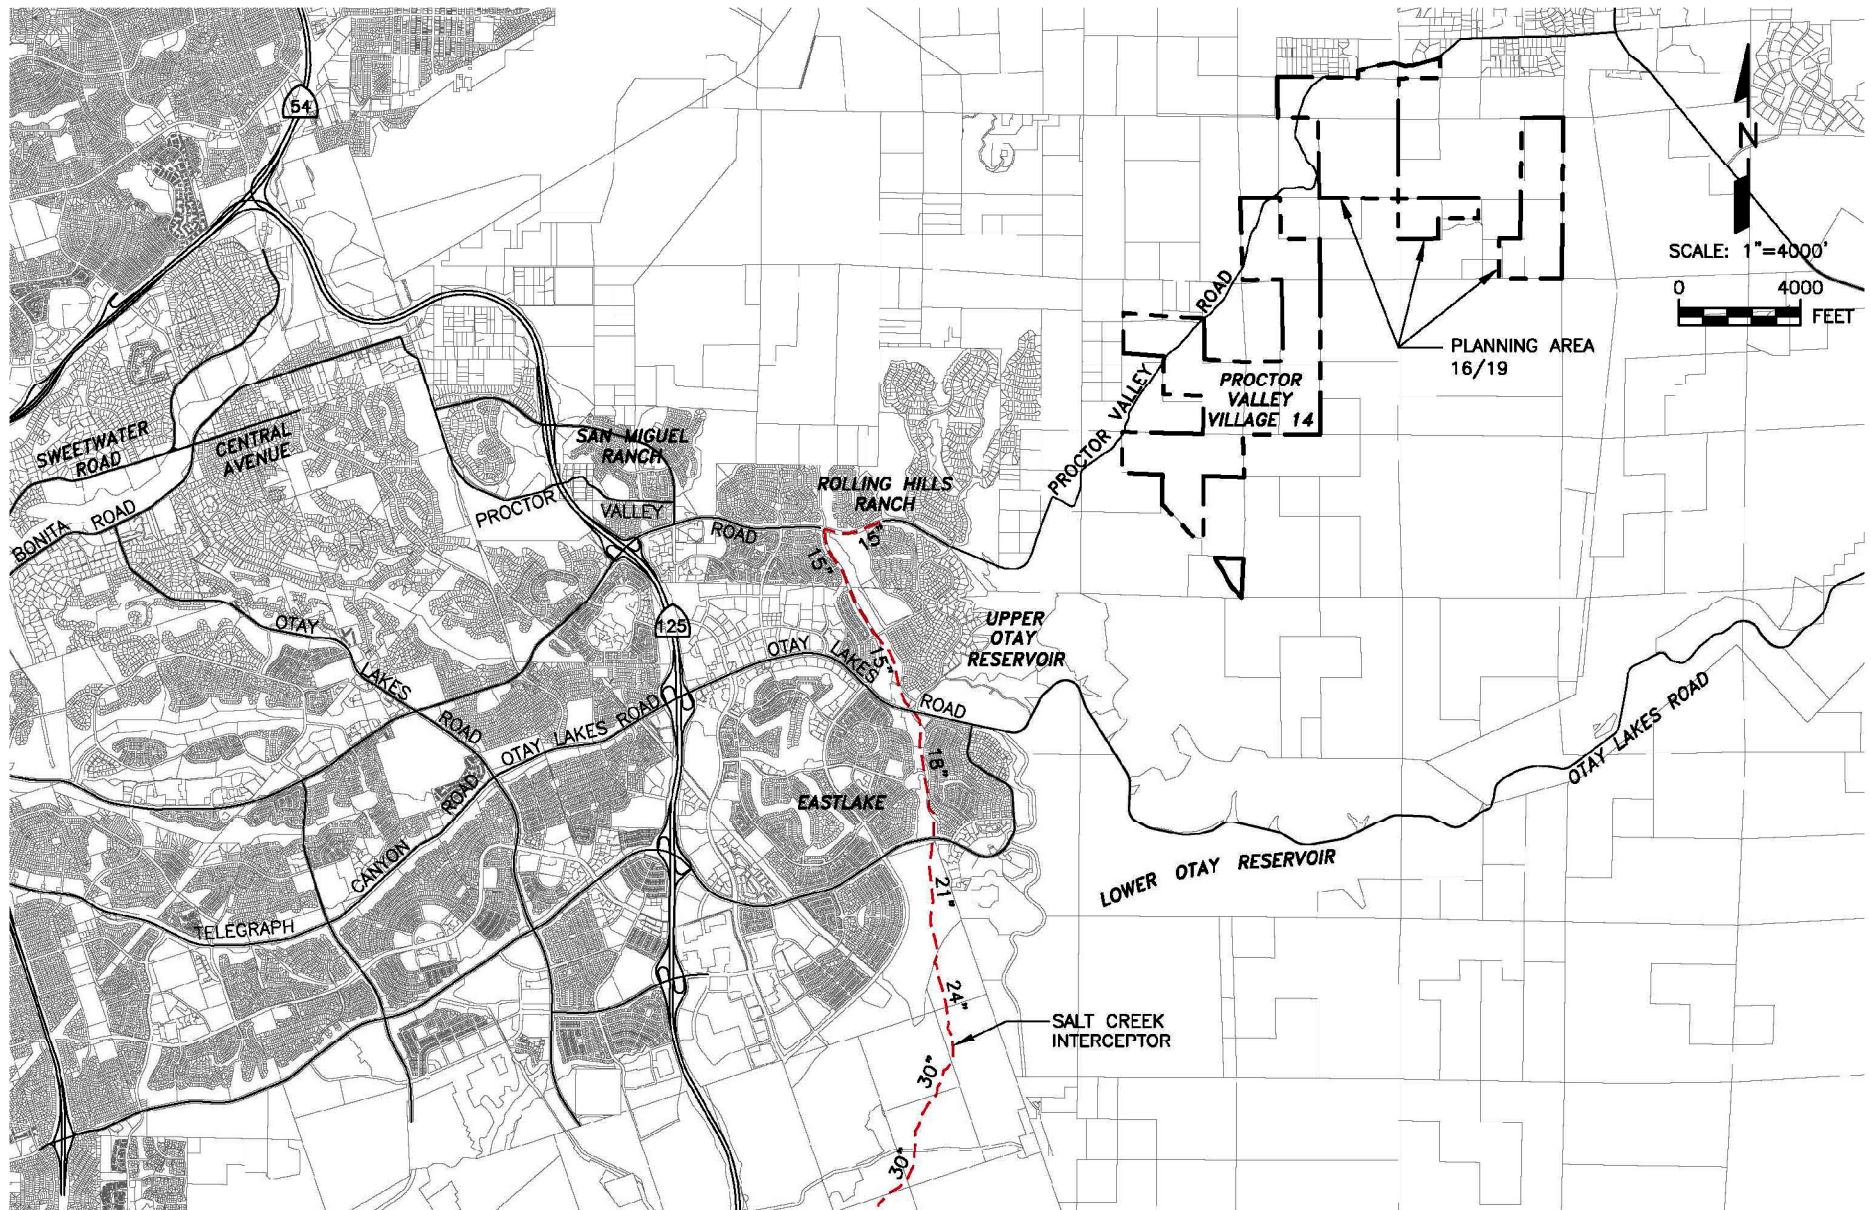 54
N
SCALE: 1"=4000'
0 4000
FEET
PLANNING AREA
16/19
PROCTOR VALLEY ROAD
PROCTOR
VALLEY
VILLAGE 14
SWEETWATER
ROAD
CENTRAL
AVENUE
SAN MIGUEL
RANCH
ROLLING HILLS
RANCH
BONITA ROAD
PROCTOR VALLEY ROAD
15"
15"
125
OTAY LAKES ROAD
OTAY LAKES ROAD
UPPER
OTAY
RESERVOIR
15"
OTAY LAKES ROAD
18"
OTAY LAKES ROAD
EASTLAKE
TELEGRAPH CANYON ROAD
LOWER OTAY RESERVOIR
21"
24"
SALT CREEK
INTERCEPTOR
30"
30"